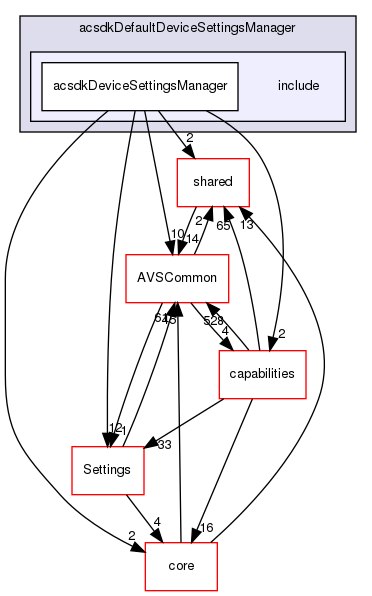 acsdkDefaultDeviceSettingsManager
acsdkDeviceSettingsManager
include
2
shared
2
65
13
10
14
AVSCommon
4
528
2
capabilities
12
1
33
Settings
4
16
2
core